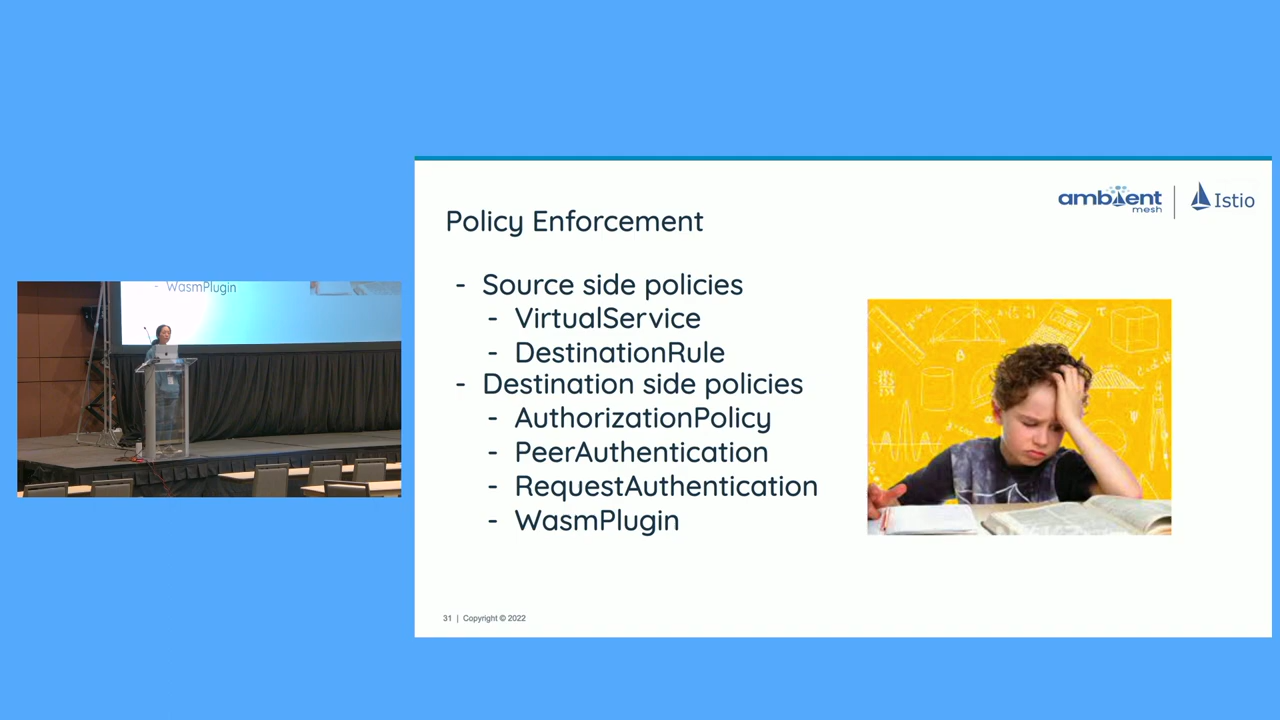 WasmPlugin
ambient
mesh
Istio
Policy Enforcement
- Source side policies
- VirtualService
- DestinationRule
- Destination side policies
- AuthorizationPolicy
- PeerAuthentication
- RequestAuthentication
- WasmPlugin
31 | Copyright © 2022